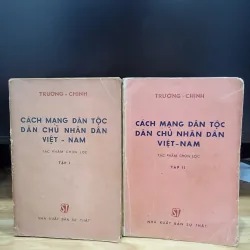 TRƯỜNG-CHINH
CÁCH MẠNG DÂN TỘC
DÂN CHỦ NHÂN DÂN
VIỆT-NAM
TÁC PHẨM CHỌN LỌC
TẬP I
NHÀ XUẤT BẢN SỰ THẬT
TRƯỜNG-CHINH
CÁCH MẠNG DÂN TỘC
DÂN CHỦ NHÂN DÂN
VIỆT-NAM
TÁC PHẨM CHỌN LỌC
TẬP II
NHÀ XUẤT BẢN SỰ THẬT